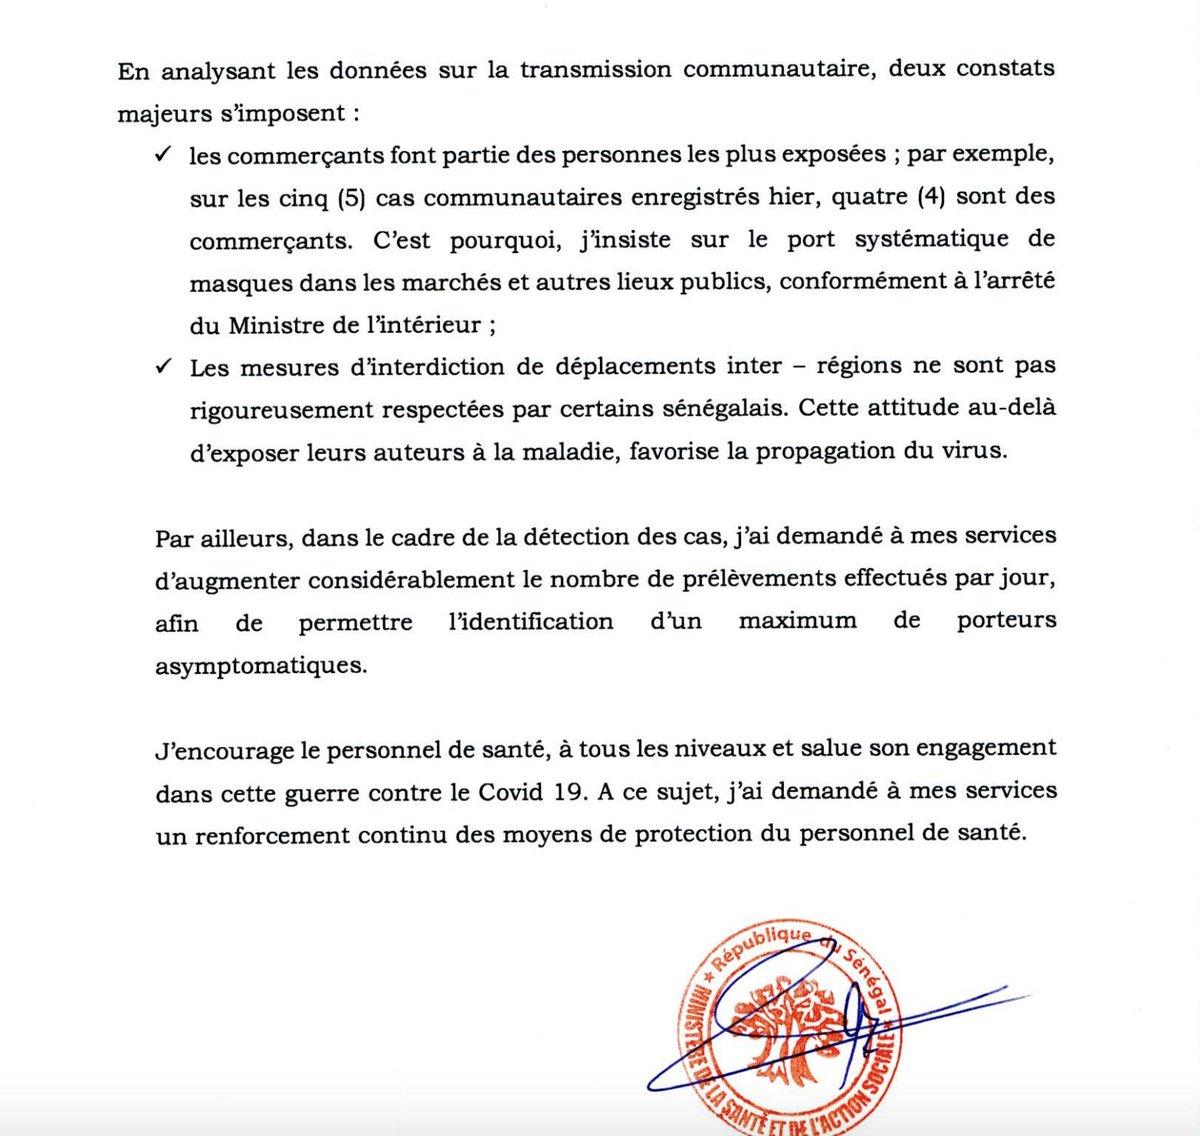 En analysant les données sur la transmission communautaire, deux constats
majeurs s'imposent :
✓ les commerçants font partie des personnes les plus exposées ; par exemple,
sur les cinq (5) cas communautaires enregistrés hier, quatre (4) sont des
commerçants. C'est pourquoi, j'insiste sur le port systématique de
masques dans les marchés et autres lieux publics, conformément à l'arrêté
du Ministre de l'intérieur ;
✓ Les mesures d'interdiction de déplacements inter – régions ne sont pas
rigoureusement respectées par certains sénégalais. Cette attitude au-delà
d'exposer leurs auteurs à la maladie, favorise la propagation du virus.
Par ailleurs, dans le cadre de la détection des cas, j'ai demandé à mes services
d'augmenter considérablement le nombre de prélèvements effectués par jour,
afin de permettre l'identification d'un maximum de porteurs
asymptomatiques.
J'encourage le personnel de santé, à tous les niveaux et salue son engagement
dans cette guerre contre le Covid 19. A ce sujet, j'ai demandé à mes services
un renforcement continu des moyens de protection du personnel de santé.
★ République du Sénégal ★
MINISTÈRE DE LA SANTÉ ET DE L'ACTION SOCIALE